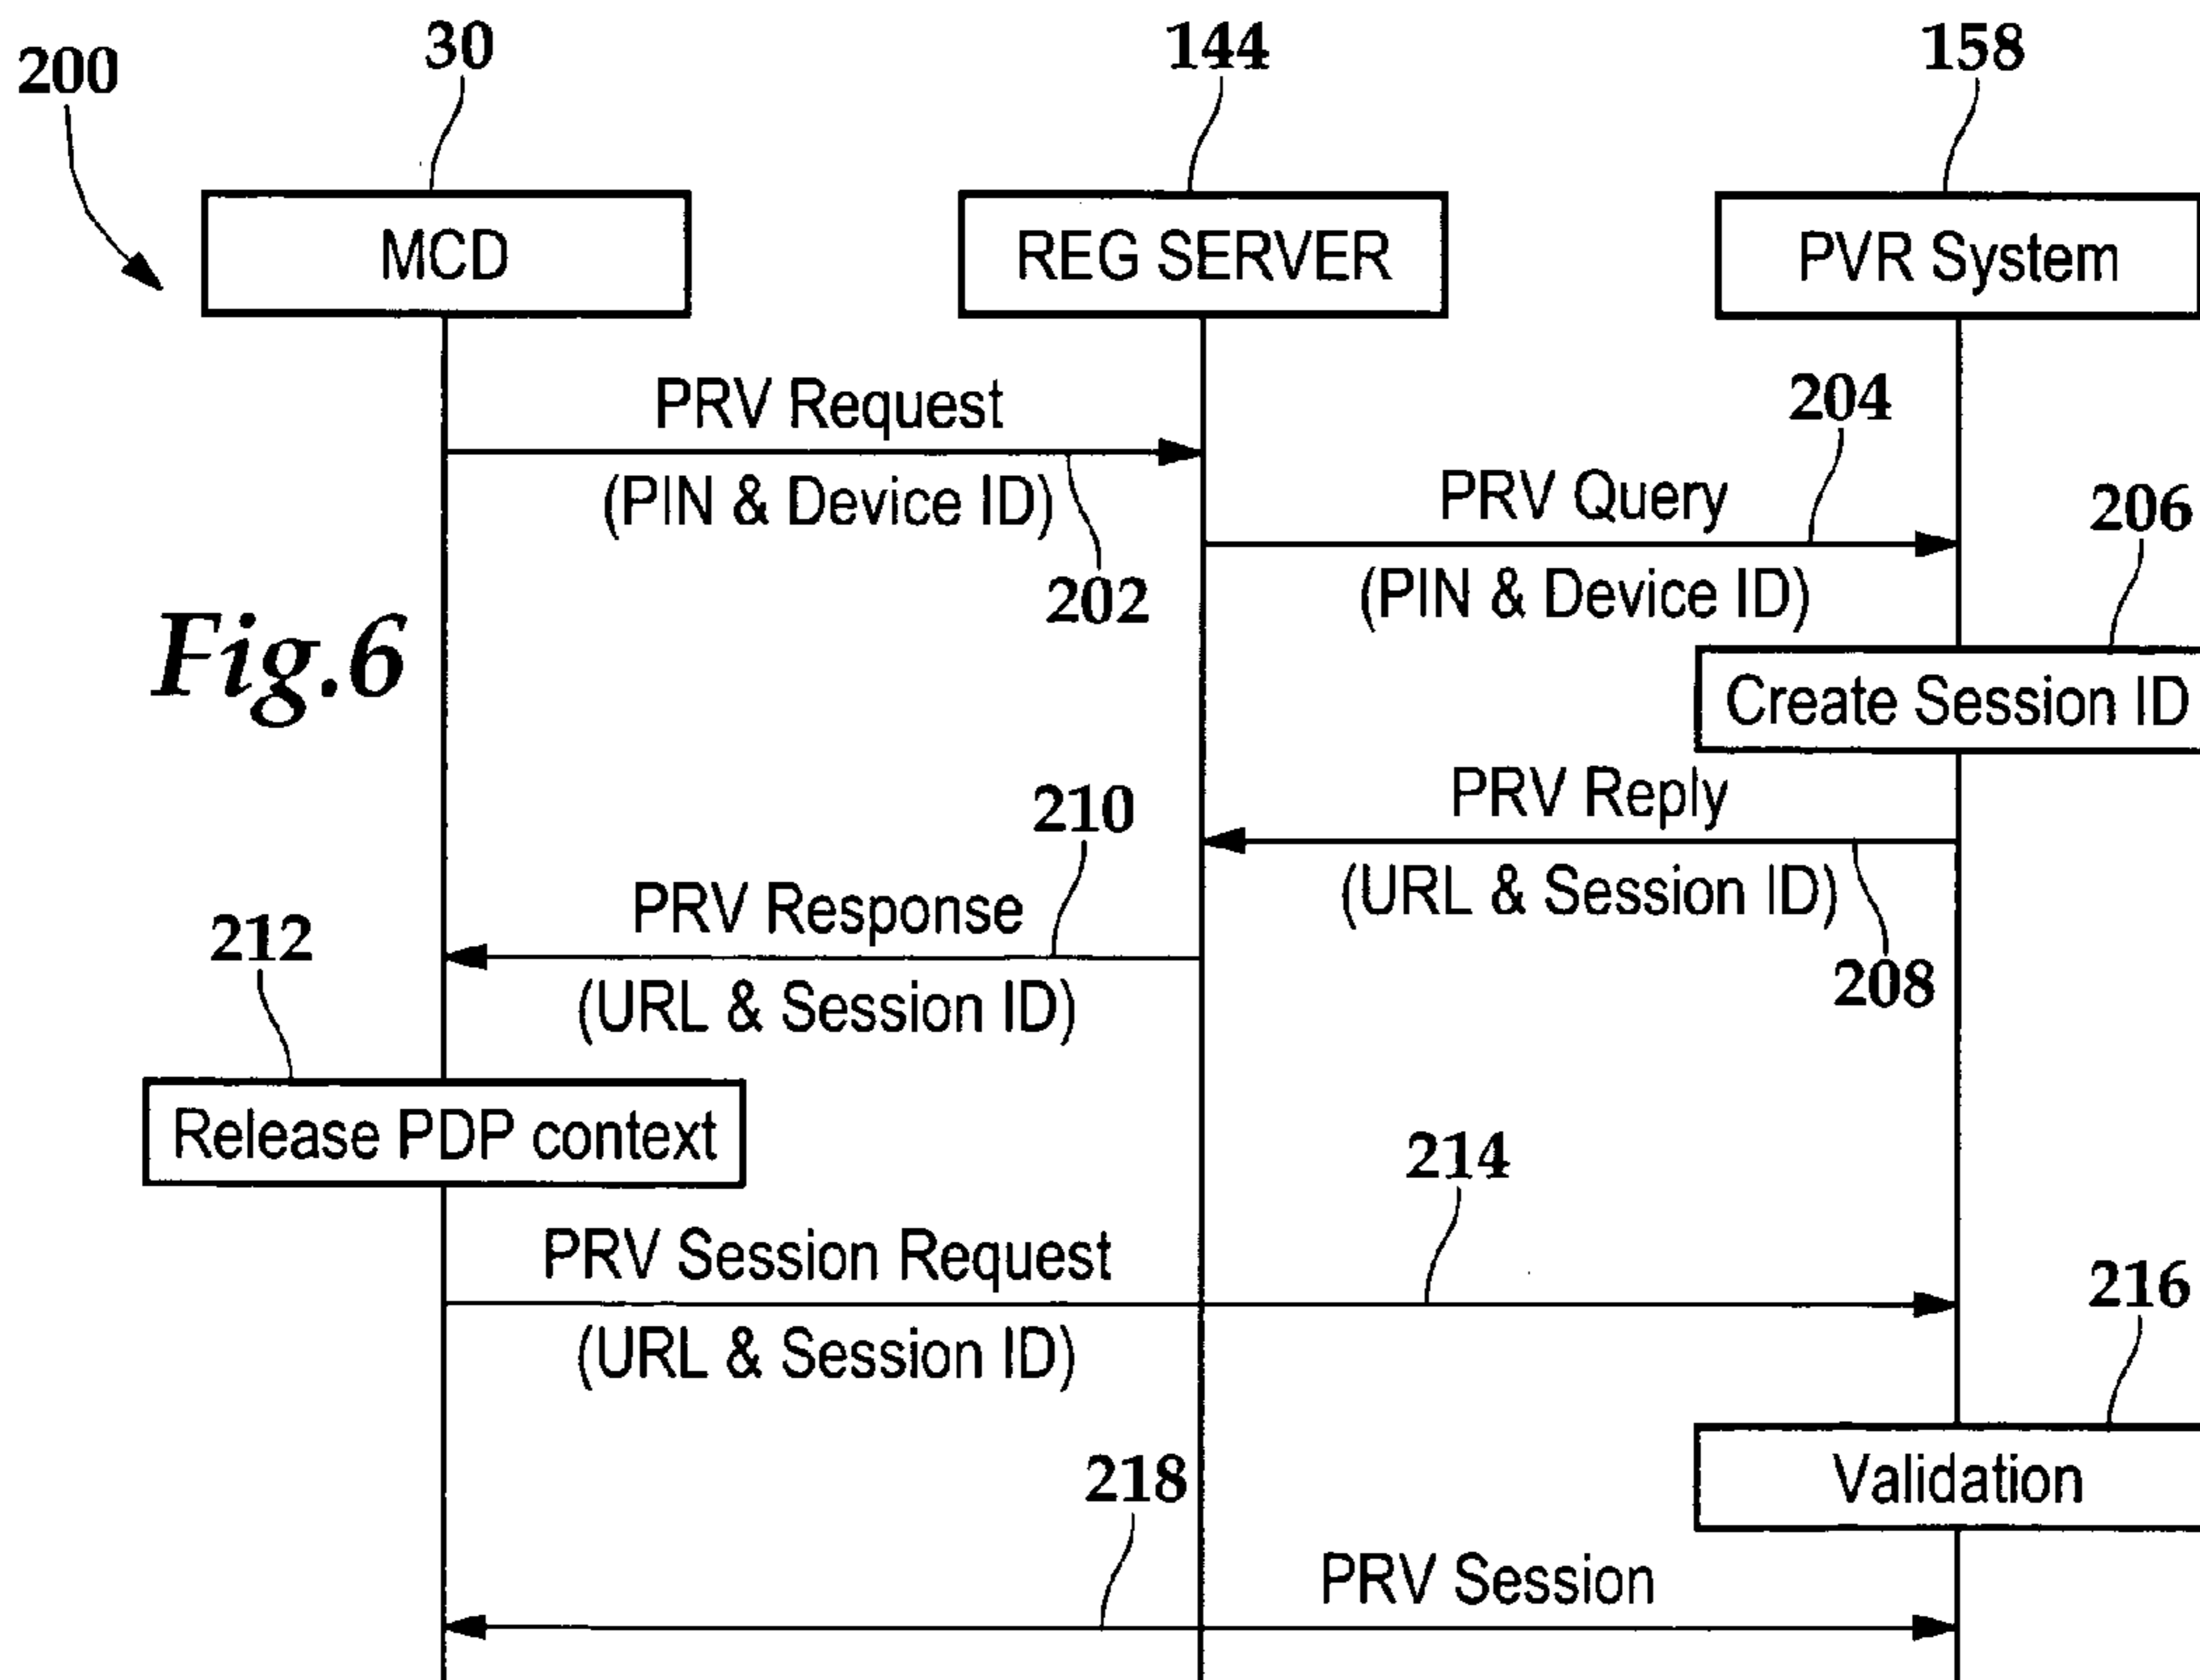 200
30
144
158
MCD
REG SERVER
PVR System
PRV Request
(PIN & Device ID)
202
204
PRV Query
(PIN & Device ID)
206
Fig.6
Create Session ID
PRV Reply
(URL & Session ID)
208
210
PRV Response
(URL & Session ID)
212
Release PDP context
214
PRV Session Request
(URL & Session ID)
216
Validation
218
PRV Session